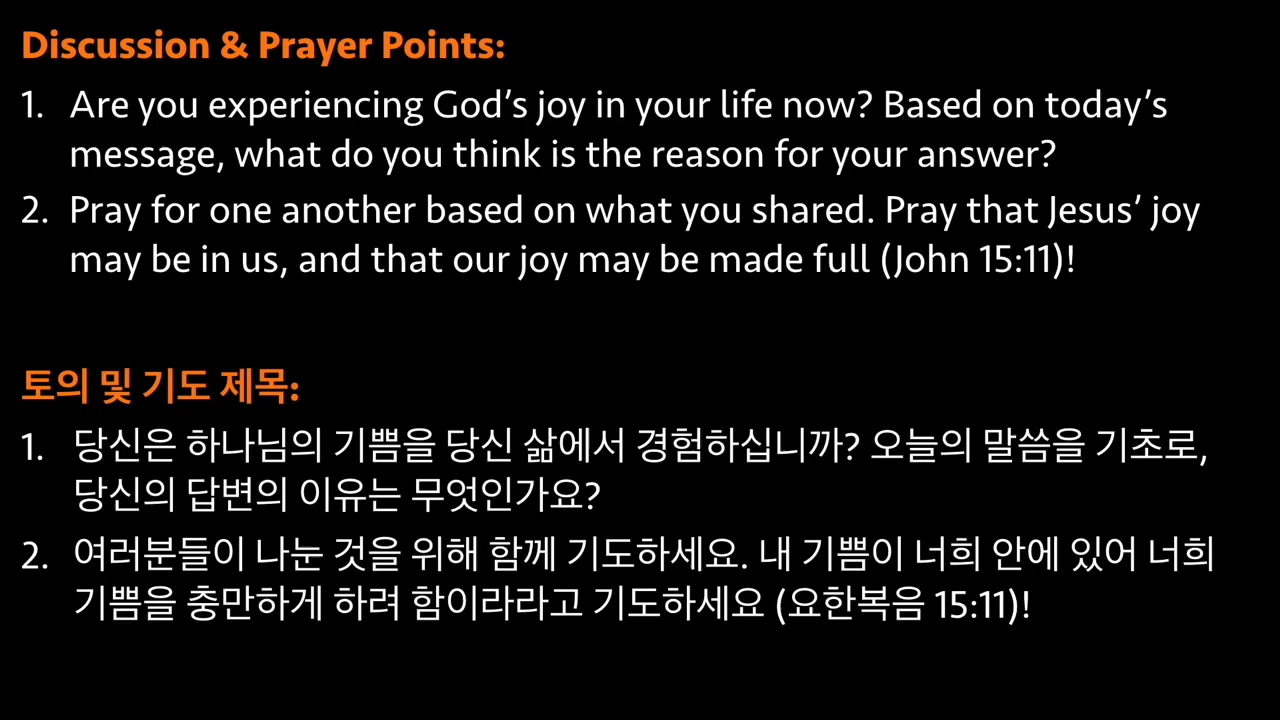 Discussion & Prayer Points:
1. Are you experiencing God’s joy in your life now? Based on today’s
message, what do you think is the reason for your answer?
2. Pray for one another based on what you shared. Pray that Jesus’ joy
may be in us, and that our joy may be made full (John 15:11)!
토의 및 기도 제목:
1. 당신은 하나님의 기쁨을 당신 삶에서 경험하십니까? 오늘의 말씀을 기초로,
당신의 답변의 이유는 무엇인가요?
2. 여러분들이 나눈 것을 위해 함께 기도하세요. 내 기쁨이 너희 안에 있어 너희
기쁨을 충만하게 하려 함이라라고 기도하세요 (요한복음 15:11)!